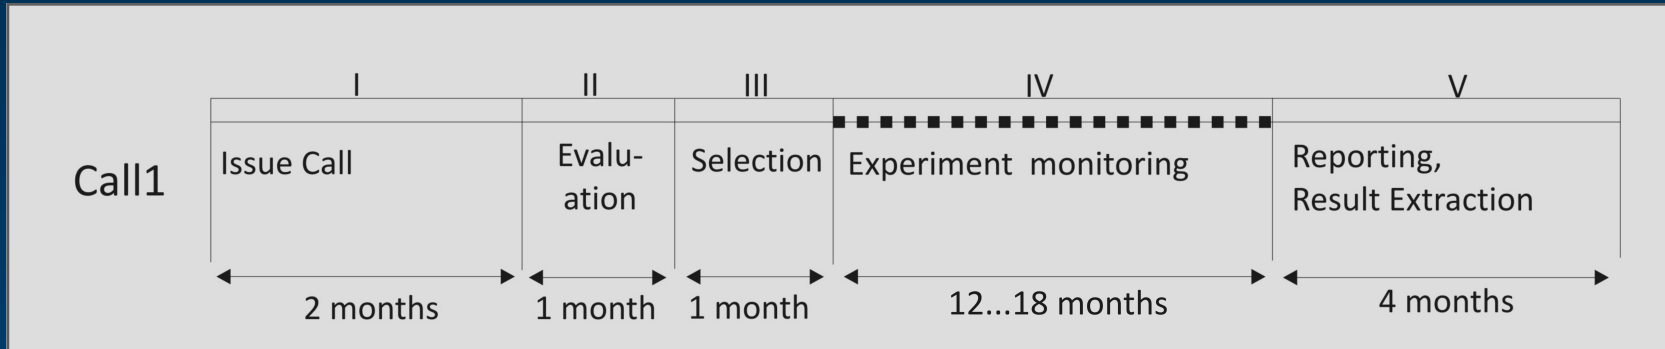 I II III IV V
Call1
Issue Call
Evalu-
ation
Selection
Experiment monitoring
Reporting,
Result Extraction
2 months
1 month
1 month
12...18 months
4 months